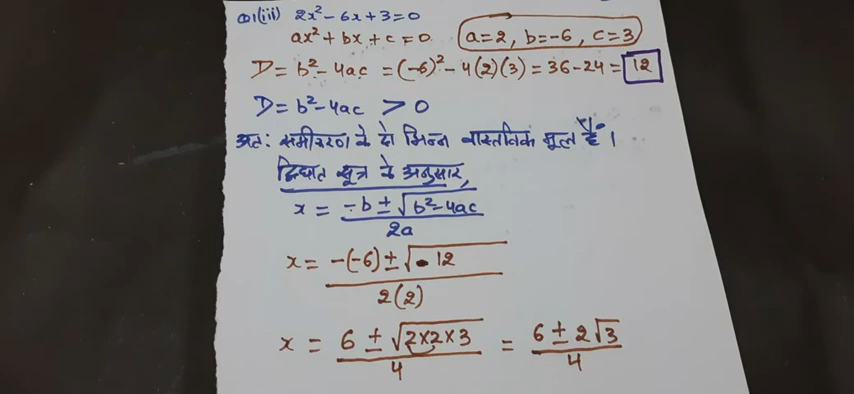 Q1(iii) 2x² - 6x + 3 = 0
ax² + bx + c = 0 a=2, b=-6, c=3
D = b² - 4ac = (-6)² - 4(2)(3) = 36 - 24 = 12
D = b² - 4ac > 0
अतः समीकरण के दो भिन्न वास्तविक मूल हैं।
द्विघात सूत्र के अनुसार,
x = -b ± √(b² - 4ac) / 2a
x = -(-6) ± √12 / 2(2)
x = 6 ± √(2×2×3) / 4 = 6 ± 2√3 / 4